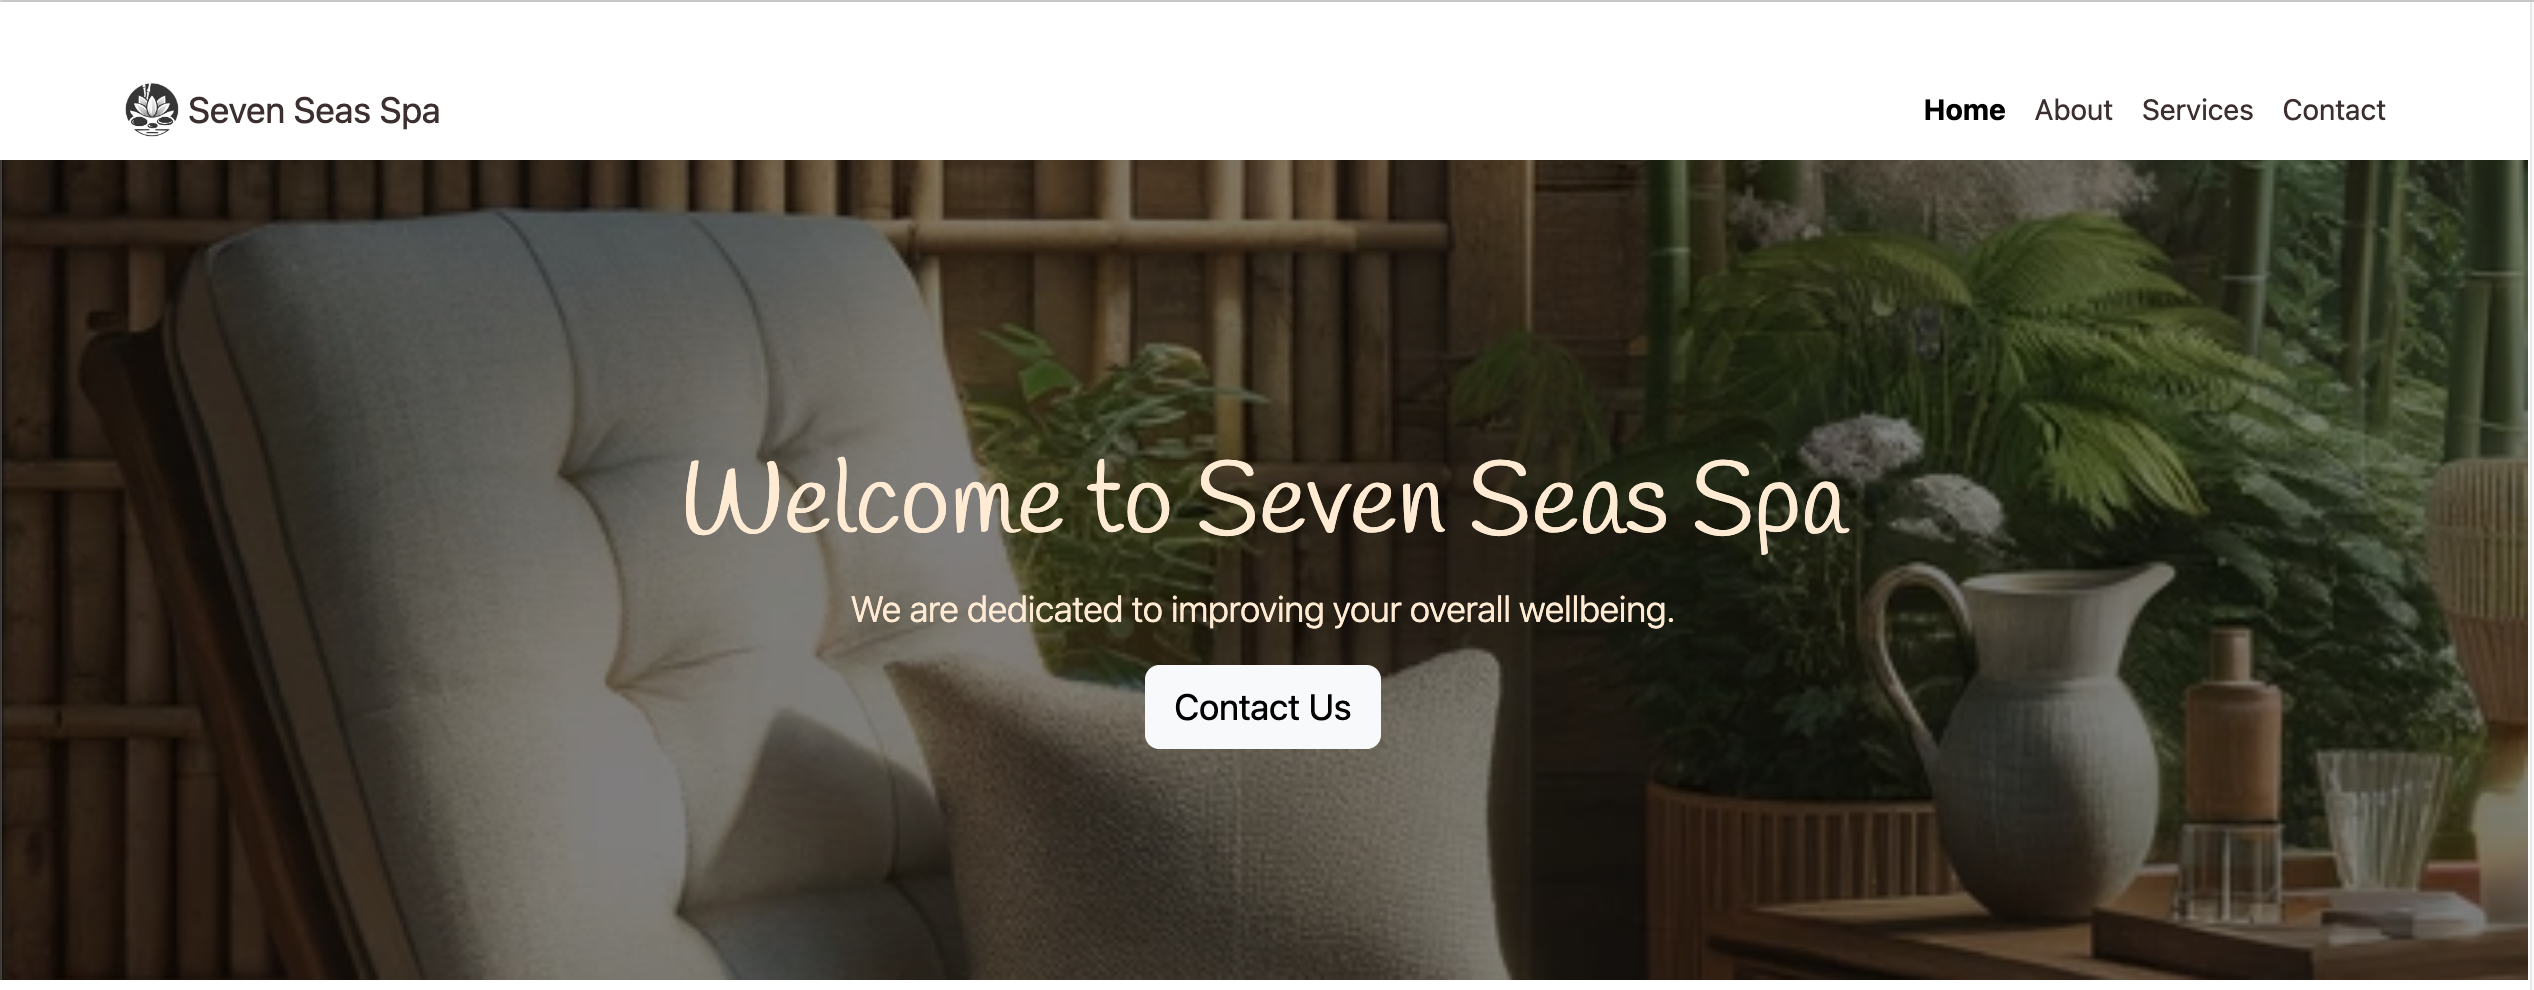 Seven Seas Spa
Home About Services Contact
Welcome to Seven Seas Spa
We are dedicated to improving your overall wellbeing.
Contact Us